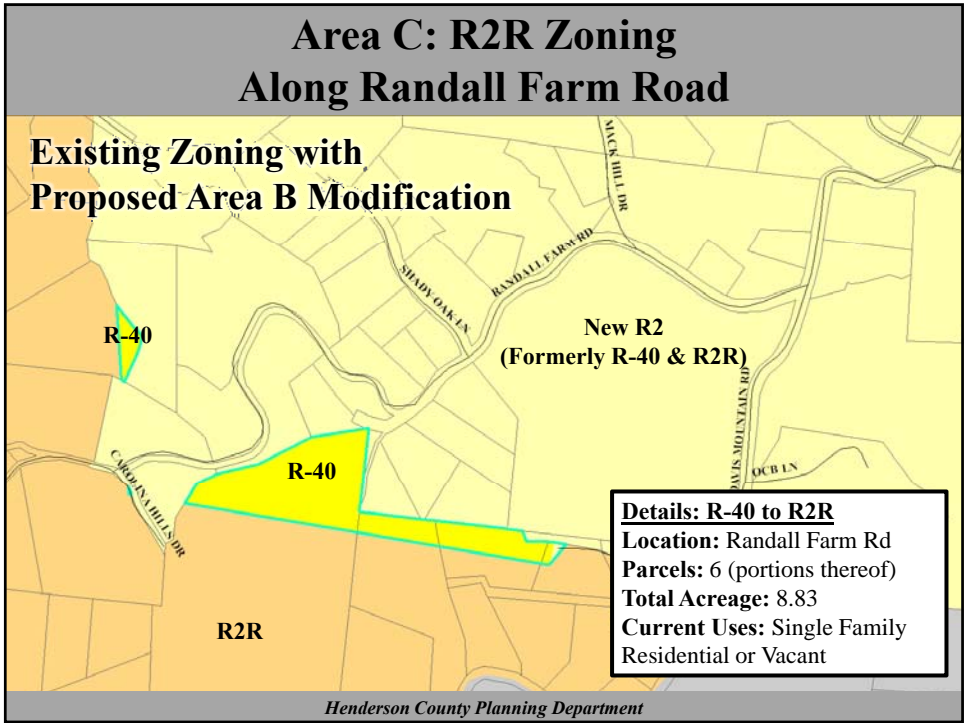 Area C: R2R Zoning
Along Randall Farm Road
Existing Zoning with
Proposed Area B Modification
MACK HILL DR
RANDALL FARM RD
SHADY OAK LN
R-40
New R2
(Formerly R-40 & R2R)
DAVIS MOUNTAIN RD
OCB LN
CAROLINA HILLS DR
R-40
R2R
Details: R-40 to R2R
Location: Randall Farm Rd
Parcels: 6 (portions thereof)
Total Acreage: 8.83
Current Uses: Single Family
Residential or Vacant
Henderson County Planning Department